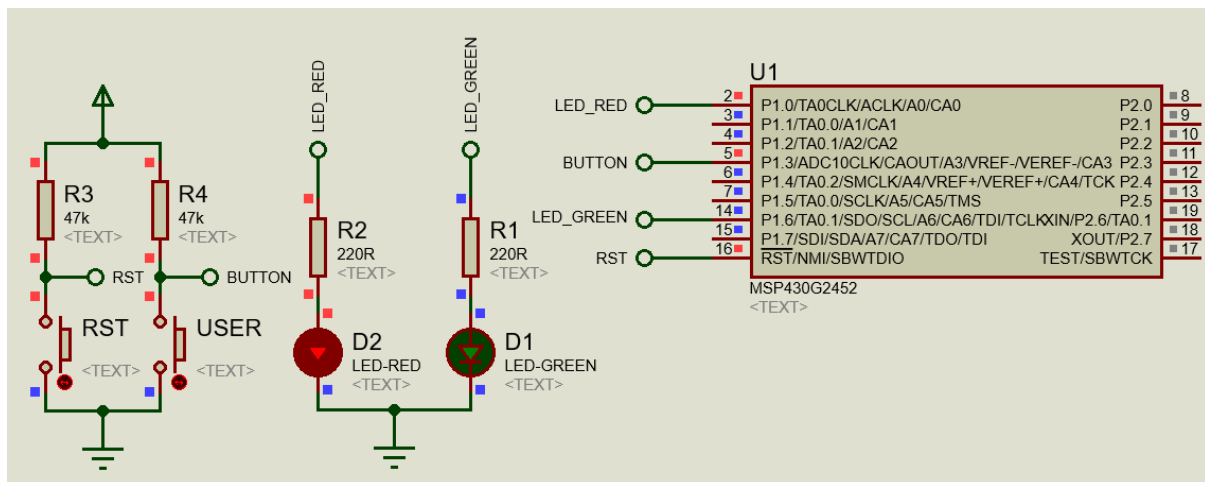 R3
47k
<TEXT>
R4
47k
<TEXT>
RST
BUTTON
RST
<TEXT>
USER
<TEXT>
LED_RED
R2
220R
<TEXT>
D2
LED-RED
<TEXT>
LED_GREEN
R1
220R
<TEXT>
D1
LED-GREEN
<TEXT>
U1
LED_RED 2 P1.0/TA0CLK/ACLK/A0/CA0 P2.0 8
3 P1.1/TA0.0/A1/CA1 P2.1 9
4 P1.2/TA0.1/A2/CA2 P2.2 10
BUTTON 5 P1.3/ADC10CLK/CAOUT/A3/VREF-/VEREF-/CA3 P2.3 11
6 P1.4/TA0.2/SMCLK/A4/VREF+/VEREF+/CA4/TCK P2.4 12
7 P1.5/TA0.0/SCLK/A5/CA5/TMS P2.5 13
LED_GREEN 14 P1.6/TA0.1/SDO/SCL/A6/CA6/TDI/TCLK XIN/P2.6/TA0.1 19
15 P1.7/SDI/SDA/A7/CA7/TDO/TDI XOUT/P2.7 18
RST 16 RST/NMI/SBWTDIO TEST/SBWTCK 17
MSP430G2452
<TEXT>